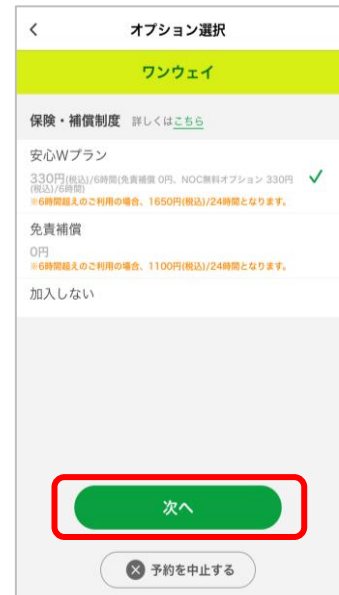 オプション選択
ワンウェイ
保険・補償制度 詳しくはこちら
安心Wプラン
330円(税込)/6時間(免責補償 0円、NOC無料オプション 330円
(税込)/6時間)
※6時間超えのご利用の場合、1650円(税込)/24時間となります。
免責補償
0円
※6時間超えのご利用の場合、1100円(税込)/24時間となります。
加入しない
次へ
予約を中止する